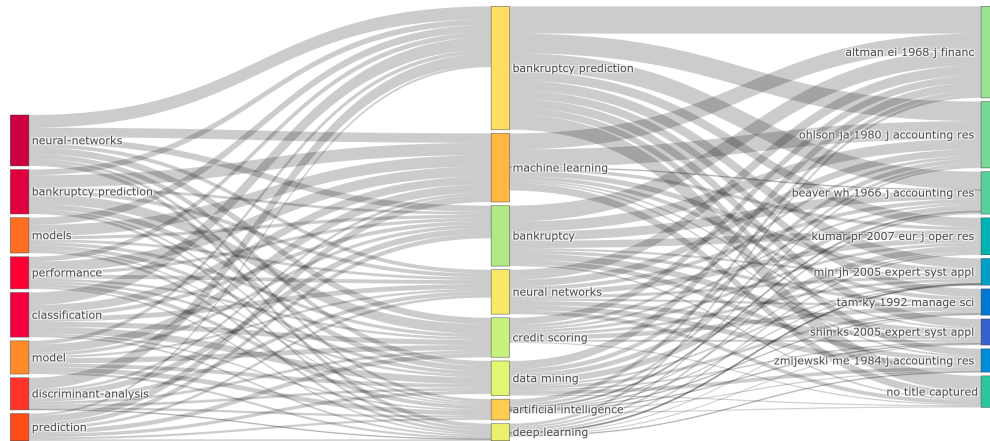 neural-networks
bankruptcy prediction
models
performance
classification
model
discriminant-analysis
prediction
bankruptcy prediction
machine learning
bankruptcy
neural networks
credit scoring
data mining
artificial intelligence
deep learning
altman ei 1968 j financ
ohlson ja 1980 j accounting res
beaver wh 1966 j accounting res
kumar pr 2007 eur j oper res
min jh 2005 expert syst appl
tam ky 1992 manage sci
shin ks 2005 expert syst appl
zmijewski me 1984 j accounting res
no title captured